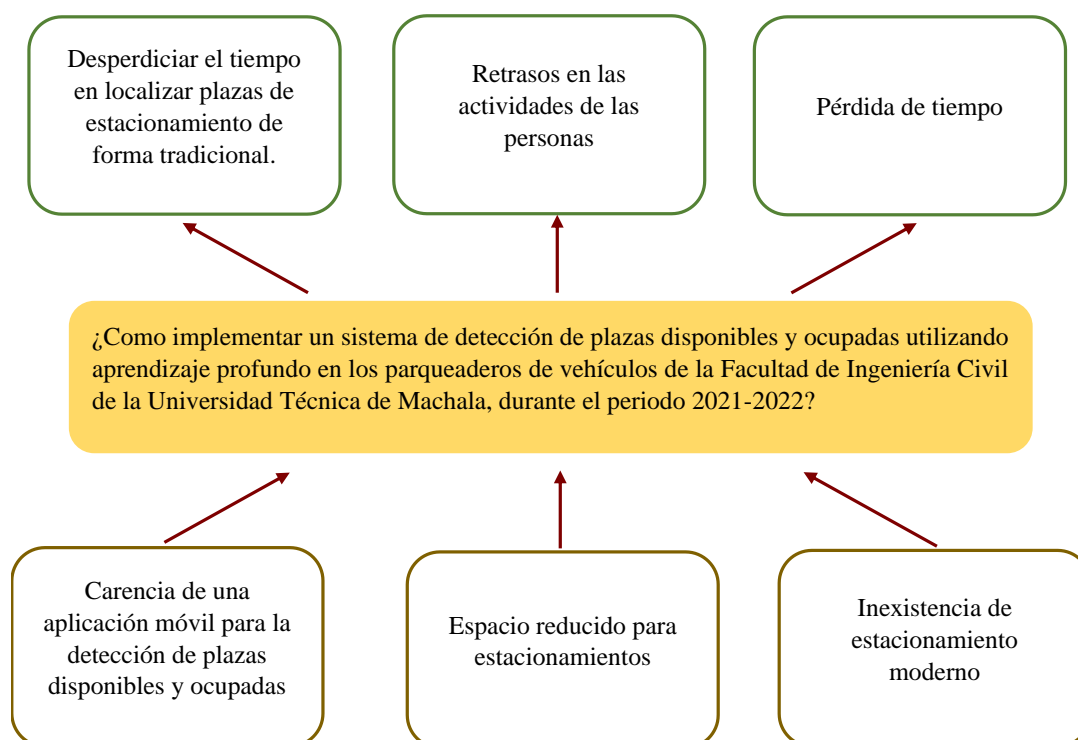 Desperdiciar el tiempo
en localizar plazas de
estacionamiento de
forma tradicional.
Retrasos en las
actividades de las
personas
Pérdida de tiempo
¿Como implementar un sistema de detección de plazas disponibles y ocupadas utilizando
aprendizaje profundo en los parqueaderos de vehículos de la Facultad de Ingeniería Civil
de la Universidad Técnica de Machala, durante el periodo 2021-2022?
Carencia de una
aplicación móvil para la
detección de plazas
disponibles y ocupadas
Espacio reducido para
estacionamientos
Inexistencia de
estacionamiento
moderno